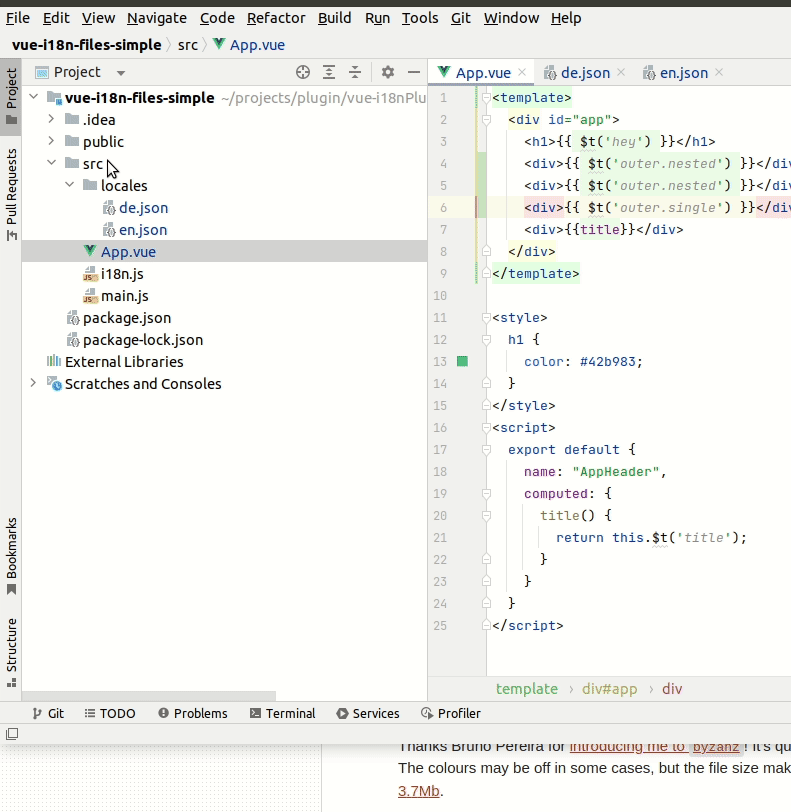 File Edit View Navigate Code Refactor Build Run Tools Git Window Help
vue-i18n-files-simple src App.vue
Project
App.vue de.json en.json
Project
Pull Requests
Bookmarks
Structure
vue-i18n-files-simple ~/projects/plugin/vue-i18nPlu
.idea
public
src
locales
de.json
en.json
App.vue
i18n.js
main.js
package.json
package-lock.json
External Libraries
Scratches and Consoles
1 <template>
2 <div id="app">
3 <h1>{{ $t('hey') }}</h1>
4 <div>{{ $t('outer.nested') }}</div
5 <div>{{ $t('outer.nested') }}</div
6 <div>{{ $t('outer.single') }}</div
7 <div>{{title}}</div>
8 </div>
9 </template>
10
11 <style>
12 h1 {
13 color: #42b983;
14 }
15 </style>
16 <script>
17 export default {
18 name: "AppHeader",
19 computed: {
20 title() {
21 return this.$t('title');
22 }
23 }
24 }
25 </script>
template div#app div
Git TODO Problems Terminal Services Profiler
Thanks Bruno Pereira for introducing me to byzanz! It's qu
The colours may be off in some cases, but the file size mak
3.7Mb.